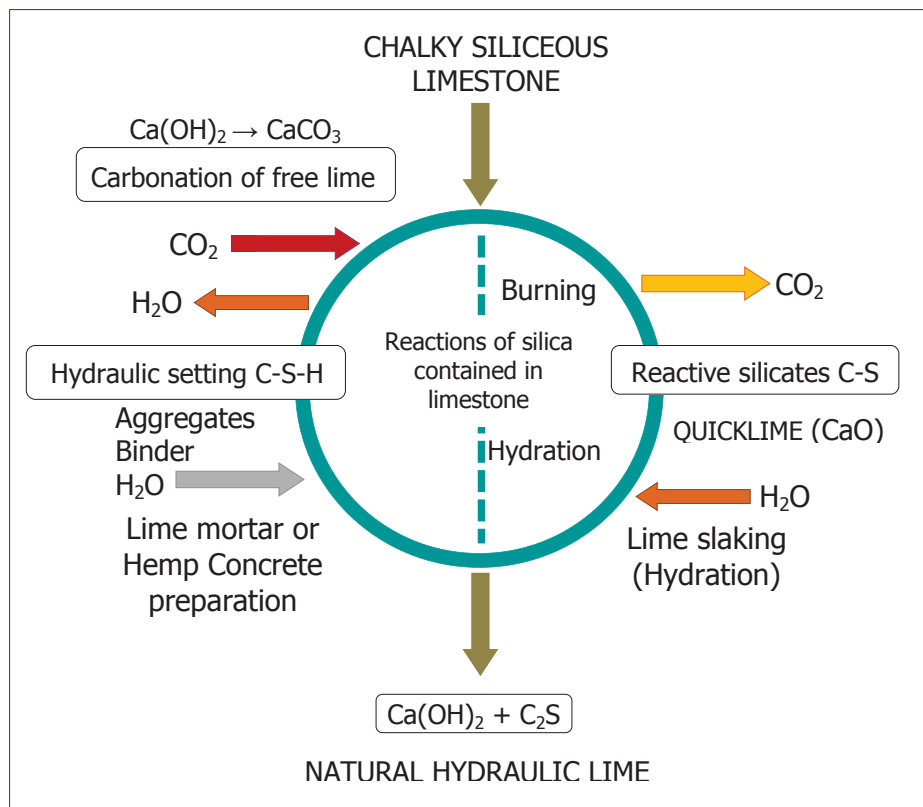 CHALKY SILICEOUS
LIMESTONE
Ca(OH)₂ → CaCO₃
Carbonation of free lime
CO₂
H₂O
Burning
CO₂
Reactions of silica
contained in
limestone
Hydraulic setting C-S-H
Reactive silicates C-S
Aggregates
Binder
H₂O
QUICKLIME (CaO)
Hydration
H₂O
Lime mortar or
Hemp Concrete
preparation
Lime slaking
(Hydration)
Ca(OH)₂ + C₂S
NATURAL HYDRAULIC LIME